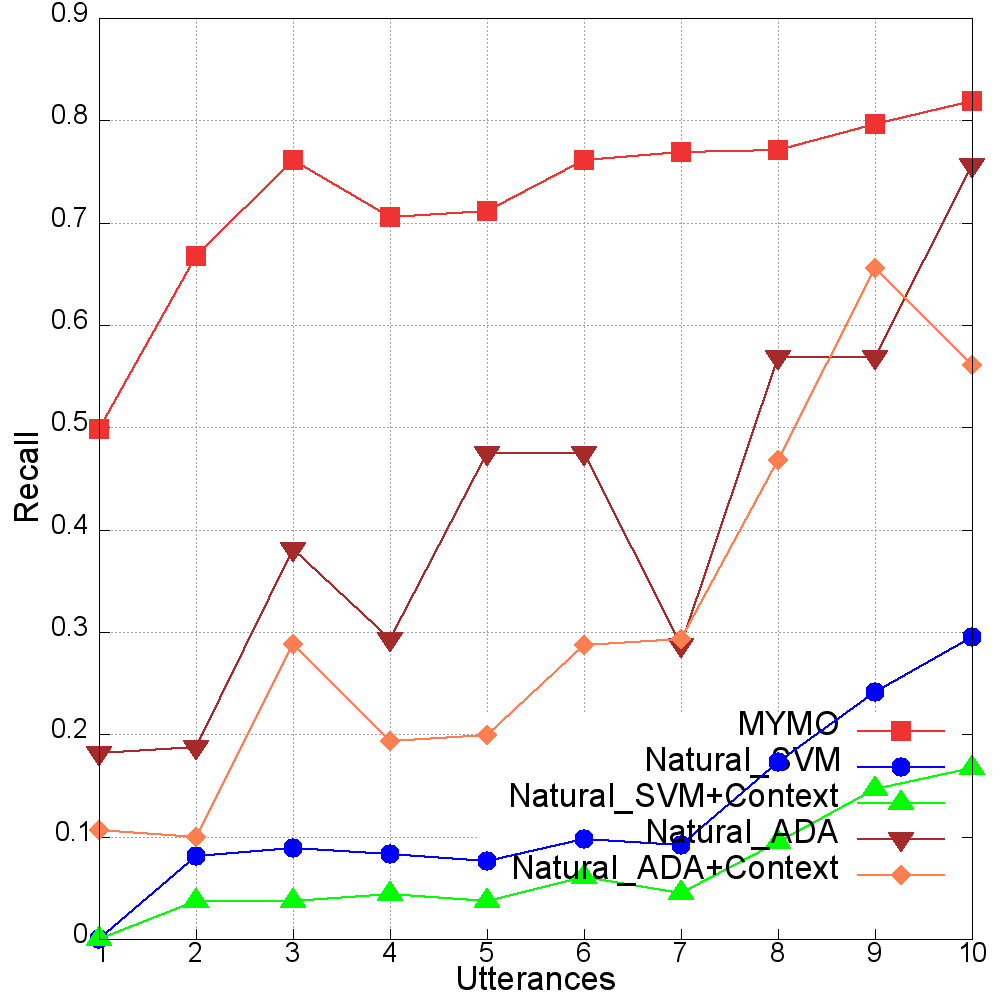 0.9
0.8
0.7
0.6
0.5
0.4
0.3
0.2
0.1
0
Recall
MYMO
Natural_SVM
Natural_SVM+Context
Natural_ADA
Natural_ADA+Context
1 2 3 4 5 6 7 8 9 10
Utterances